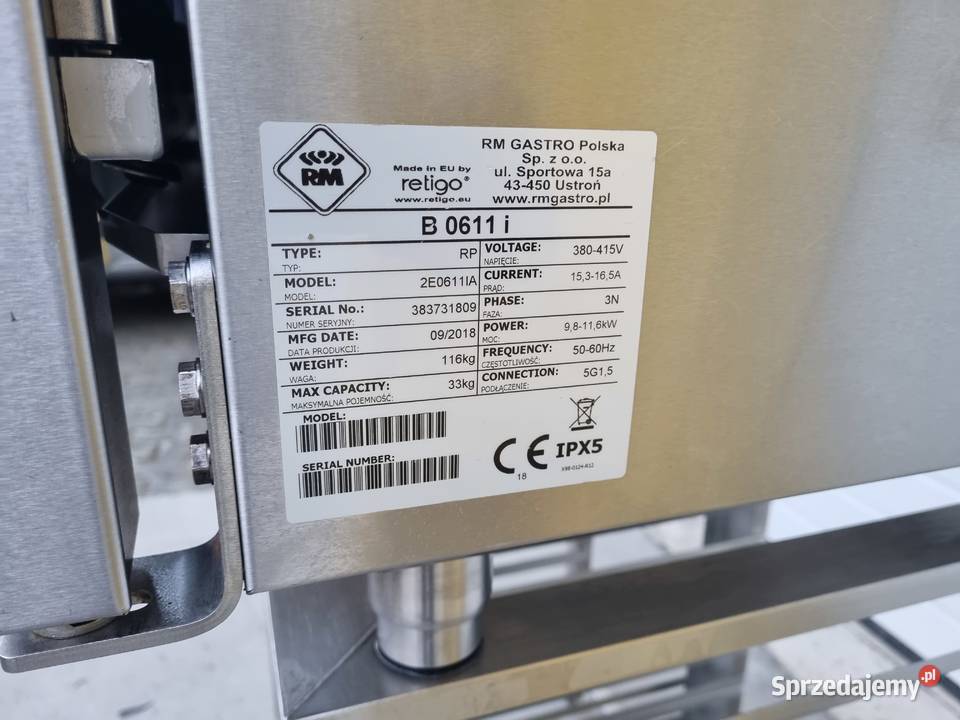 RM
Made in EU by
retigo®
www.retigo.eu
RM GASTRO Polska
Sp. z o.o.
ul. Sportowa 15a
43-450 Ustroń
www.rmgastro.pl
B 0611 i
TYPE: RP
TYP:
MODEL: 2E0611IA
MODEL:
SERIAL No.: 383731809
NUMER SERYJNY:
MFG DATE: 09/2018
DATA PRODUKCJI:
WEIGHT: 116kg
WAGA:
MAX CAPACITY: 33kg
MAKSYMALNA POJEMNOŚĆ:
VOLTAGE: 380-415V
NAPIĘCIE:
CURRENT: 15,3-16,5A
PRĄD:
PHASE: 3N
FAZA:
POWER: 9,8-11,6kW
MOC:
FREQUENCY: 50-60Hz
CZĘSTOTLIWOŚĆ:
CONNECTION: 5G1,5
PODŁĄCZENIE:
MODEL:
SERIAL NUMBER:
CE IPX5
18
X98-0124-R12
Sprzedajemy.pl